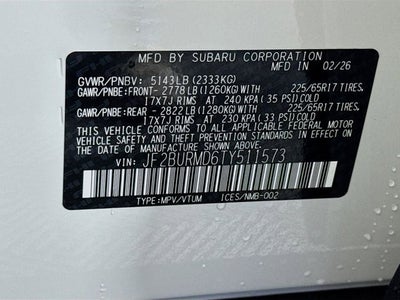 MFD BY SUBARU CORPORATION
MFD IN 02/26
GVWR/PNBV: 5143LB (2333KG)
GAWR/PNBE:FRONT- 2778LB (1260KG)WITH 225/65R17 TIRES,
17X7J RIMS AT 240 KPA (35 PSI)COLD
GAWR/PNBE:REAR - 2822LB (1280KG)WITH 225/65R17 TIRES,
17X7J RIMS AT 230 KPA (33 PSI)COLD
THIS VEHICLE CONFORMS TO ALL APPLICABLE FEDERAL MOTOR
VEHICLE SAFETY AND THEFT PREVENTION STANDARDS IN EFFECT
ON THE DATE OF MANUFACTURE SHOWN ABOVE.
VIN: JF2BURMD6TY511573
TYPE:MPV/VTUM ICES/NMB-002